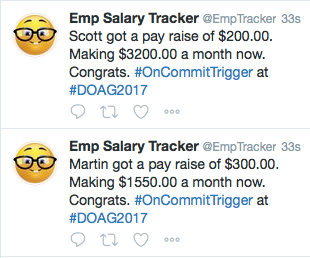 Emp Salary Tracker @EmpTracker 33s
Scott got a pay raise of $200.00.
Making $3200.00 a month now.
Congrats. #OnCommitTrigger at
#DOAG2017
Emp Salary Tracker @EmpTracker 33s
Martin got a pay raise of $300.00.
Making $1550.00 a month now.
Congrats. #OnCommitTrigger at
#DOAG2017